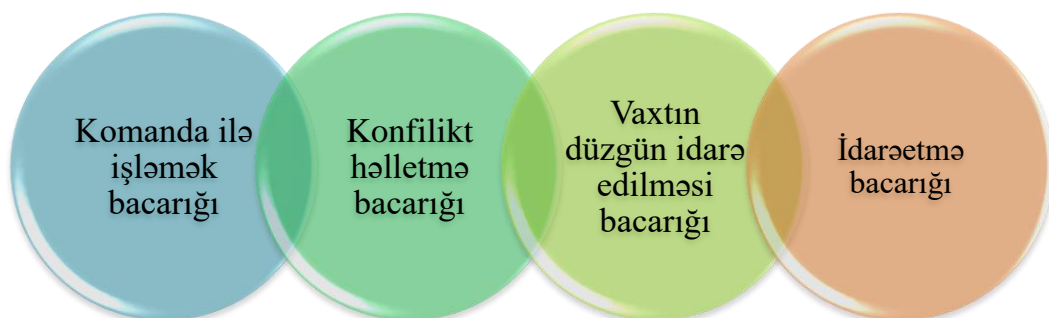 Komanda ilə
işləmək
bacarığı
Konfilikt
həlletmə
bacarığı
Vaxtın
düzgün idarə
edilməsi
bacarığı
İdarəetmə
bacarığı